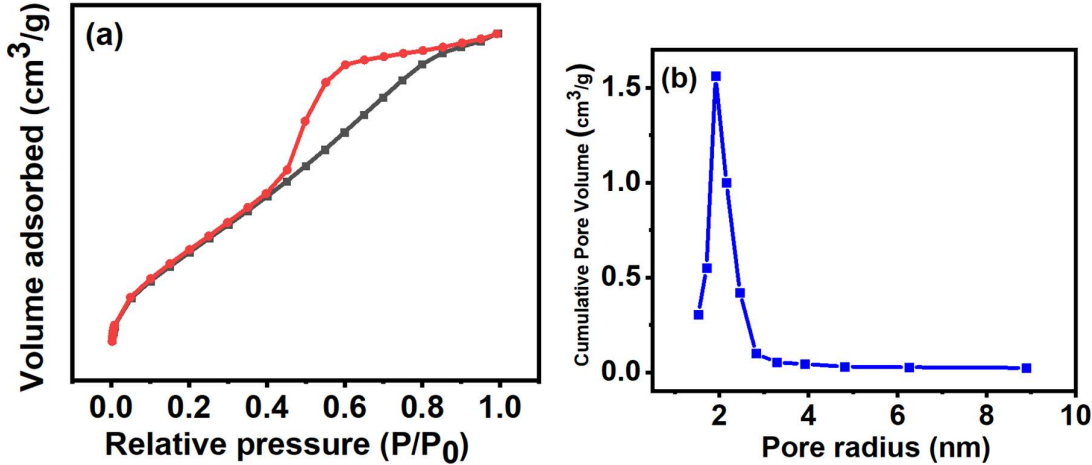 (a)
Volume adsorbed (cm³/g)
0.0 0.2 0.4 0.6 0.8 1.0
Relative pressure (P/P₀)
(b)
Cumulative Pore Volume (cm³/g)
1.5
1.0
0.5
0.0
2 4 6 8 10
Pore radius (nm)